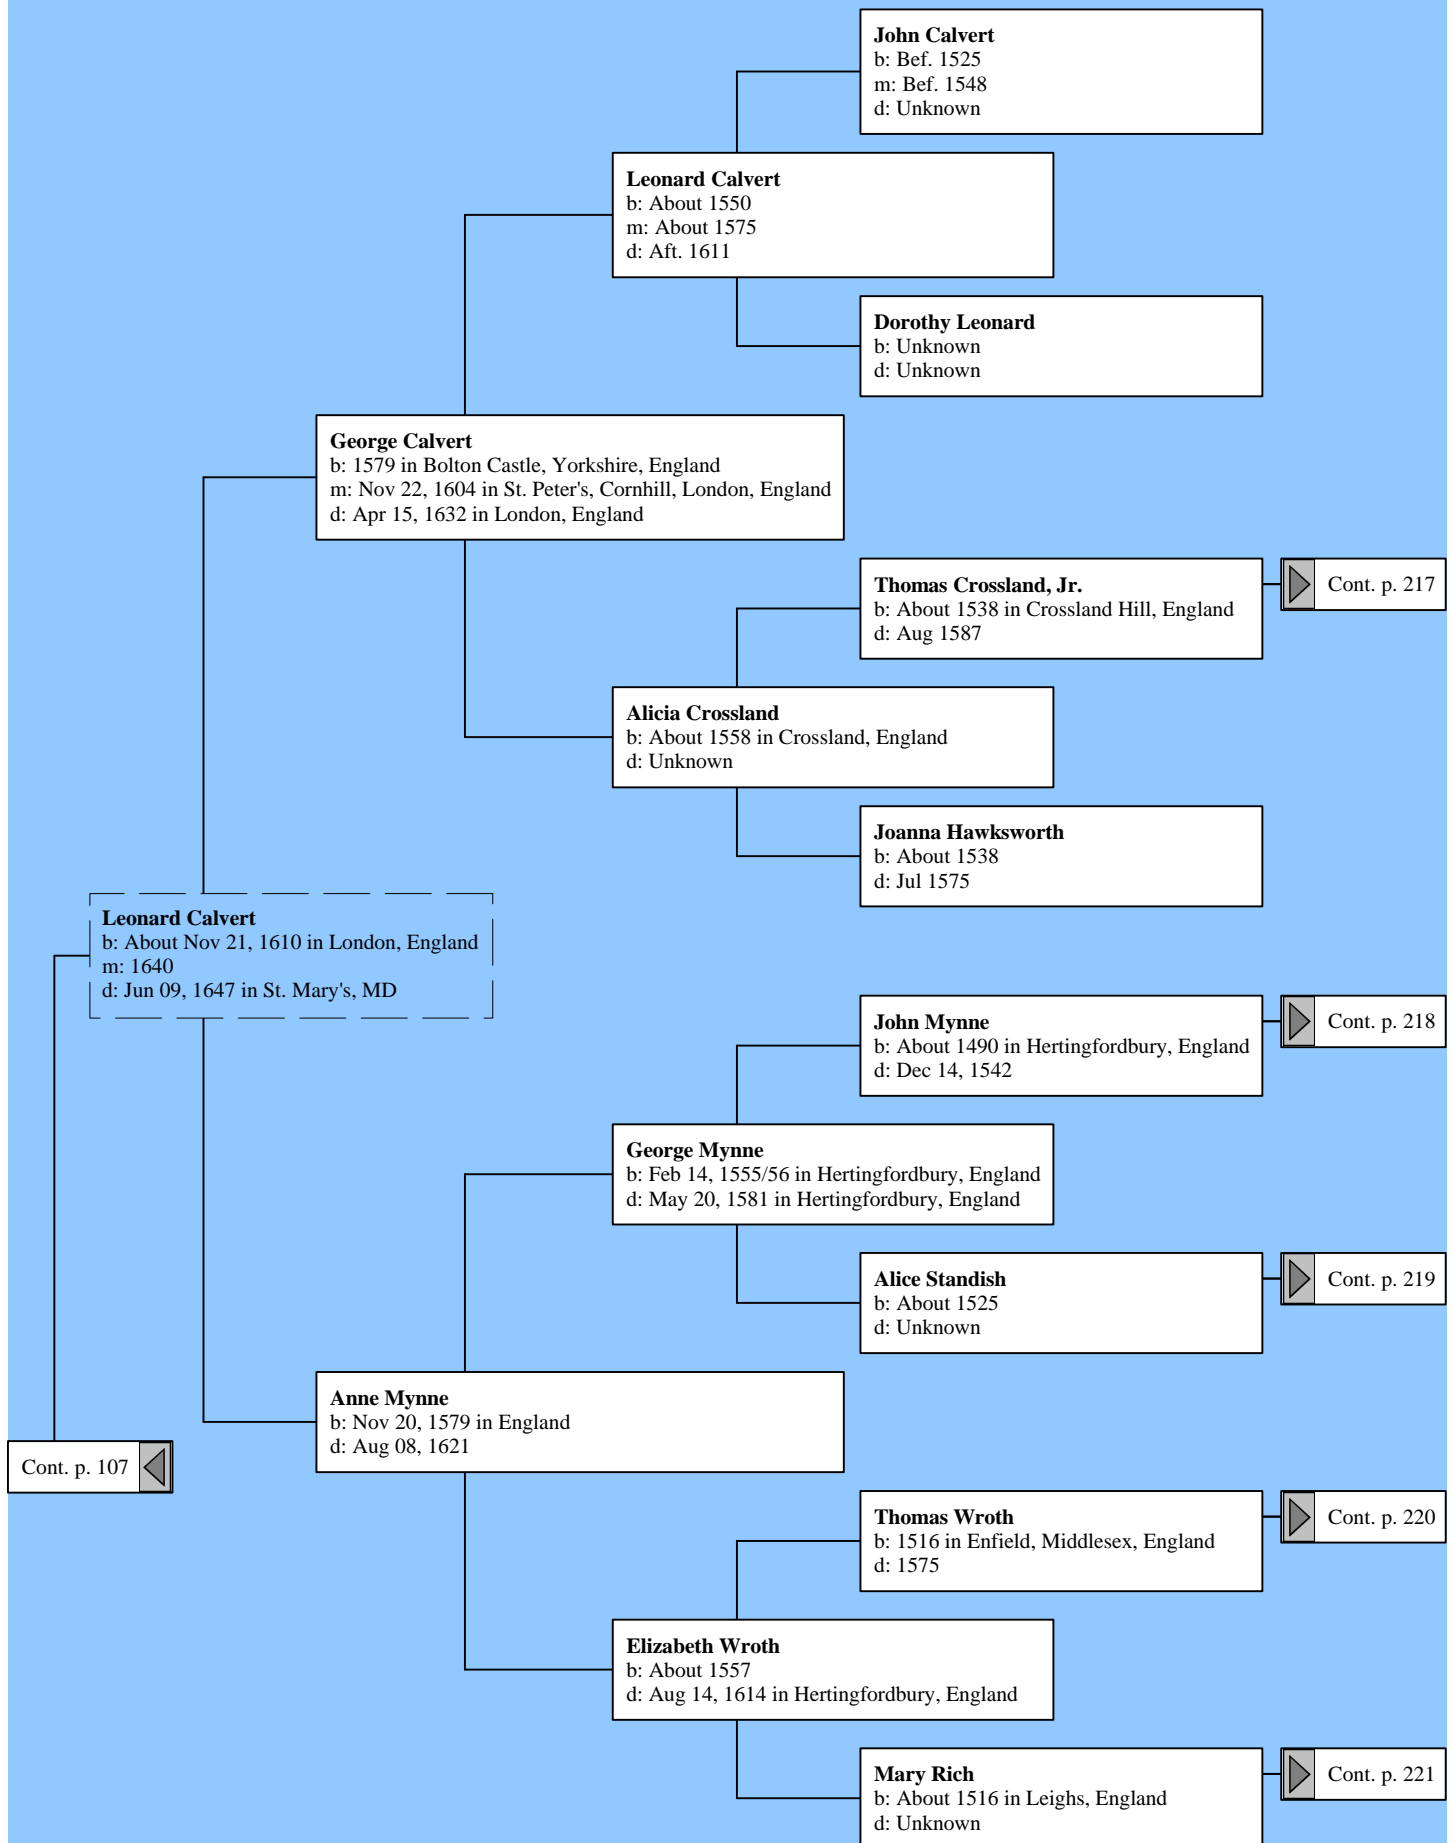 John Calvert
b: Bef. 1525
m: Bef. 1548
d: Unknown
Leonard Calvert
b: About 1550
m: About 1575
d: Aft. 1611
Dorothy Leonard
b: Unknown
d: Unknown
George Calvert
b: 1579 in Bolton Castle, Yorkshire, England
m: Nov 22, 1604 in St. Peter's, Cornhill, London, England
d: Apr 15, 1632 in London, England
Thomas Crossland, Jr.
b: About 1538 in Crossland Hill, England
d: Aug 1587
Cont. p. 217
Alicia Crossland
b: About 1558 in Crossland, England
d: Unknown
Joanna Hawksworth
b: About 1538
d: Jul 1575
Leonard Calvert
b: About Nov 21, 1610 in London, England
m: 1640
d: Jun 09, 1647 in St. Mary's, MD
John Mynne
b: About 1490 in Hertingfordbury, England
d: Dec 14, 1542
Cont. p. 218
George Mynne
b: Feb 14, 1555/56 in Hertingfordbury, England
d: May 20, 1581 in Hertingfordbury, England
Alice Standish
b: About 1525
d: Unknown
Cont. p. 219
Anne Mynne
b: Nov 20, 1579 in England
d: Aug 08, 1621
Cont. p. 107
Thomas Wroth
b: 1516 in Enfield, Middlesex, England
d: 1575
Cont. p. 220
Elizabeth Wroth
b: About 1557
d: Aug 14, 1614 in Hertingfordbury, England
Mary Rich
b: About 1516 in Leighs, England
d: Unknown
Cont. p. 221